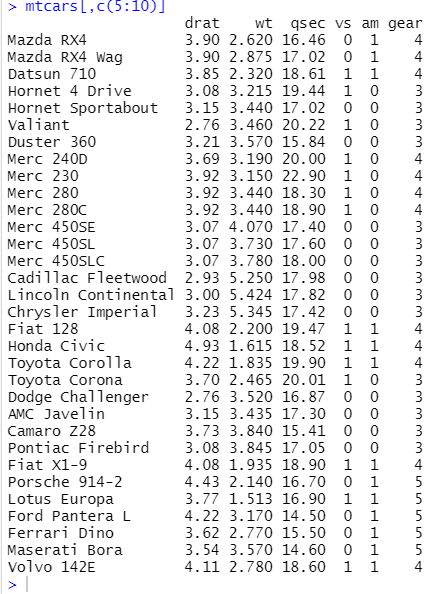 > mtcars[,c(5:10)]
drat wt qsec vs am gear
Mazda RX4 3.90 2.620 16.46 0 1 4
Mazda RX4 Wag 3.90 2.875 17.02 0 1 4
Datsun 710 3.85 2.320 18.61 1 1 4
Hornet 4 Drive 3.08 3.215 19.44 1 0 3
Hornet Sportabout 3.15 3.440 17.02 0 0 3
Valiant 2.76 3.460 20.22 1 0 3
Duster 360 3.21 3.570 15.84 0 0 3
Merc 240D 3.69 3.190 20.00 1 0 4
Merc 230 3.92 3.150 22.90 1 0 4
Merc 280 3.92 3.440 18.30 1 0 4
Merc 280C 3.92 3.440 18.90 1 0 4
Merc 450SE 3.07 4.070 17.40 0 0 3
Merc 450SL 3.07 3.730 17.60 0 0 3
Merc 450SLC 3.07 3.780 18.00 0 0 3
Cadillac Fleetwood 2.93 5.250 17.98 0 0 3
Lincoln Continental 3.00 5.424 17.82 0 0 3
Chrysler Imperial 3.23 5.345 17.42 0 0 3
Fiat 128 4.08 2.200 19.47 1 1 4
Honda Civic 4.93 1.615 18.52 1 1 4
Toyota Corolla 4.22 1.835 19.90 1 1 4
Toyota Corona 3.70 2.465 20.01 1 0 3
Dodge Challenger 2.76 3.520 16.87 0 0 3
AMC Javelin 3.15 3.435 17.30 0 0 3
Camaro Z28 3.73 3.840 15.41 0 0 3
Pontiac Firebird 3.08 3.845 17.05 0 0 3
Fiat X1-9 4.08 1.935 18.90 1 1 4
Porsche 914-2 4.43 2.140 16.70 0 1 5
Lotus Europa 3.77 1.513 16.90 1 1 5
Ford Pantera L 4.22 3.170 14.50 0 1 5
Ferrari Dino 3.62 2.770 15.50 0 1 5
Maserati Bora 3.54 3.570 14.60 0 1 5
Volvo 142E 4.11 2.780 18.60 1 1 4
>